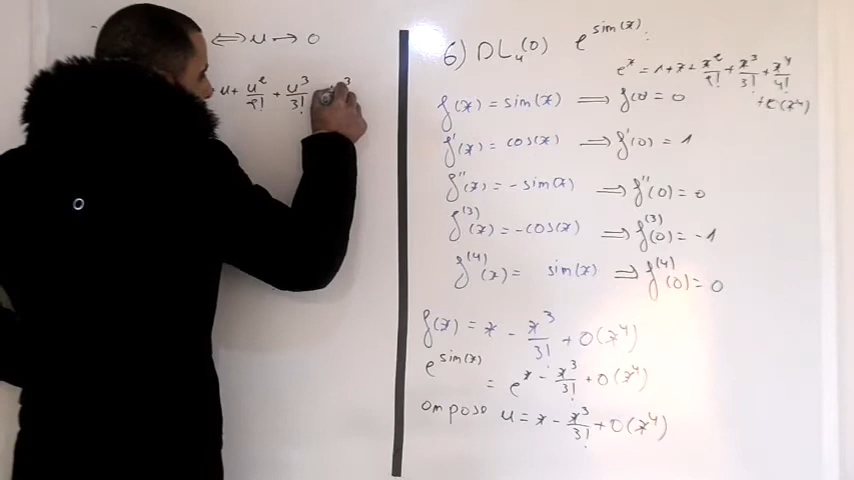 ⟺ u → 0
u + u²/2! + u³/3!
6) DL₄(0) e^sin(x) :
e^x = 1 + x + x²/2! + x³/3! + x⁴/4!
+ o(x⁴)
f(x) = sin(x) ⟹ f(0) = 0
f'(x) = cos(x) ⟹ f'(0) = 1
f''(x) = -sin(x) ⟹ f''(0) = 0
f^(3)(x) = -cos(x) ⟹ f^(3)(0) = -1
f^(4)(x) = sin(x) ⟹ f^(4)(0) = 0
f(x) = x - x³/3! + o(x⁴)
e^sin(x) = e^x - x³/3! + o(x⁴)
on pose u = x - x³/3! + o(x⁴)